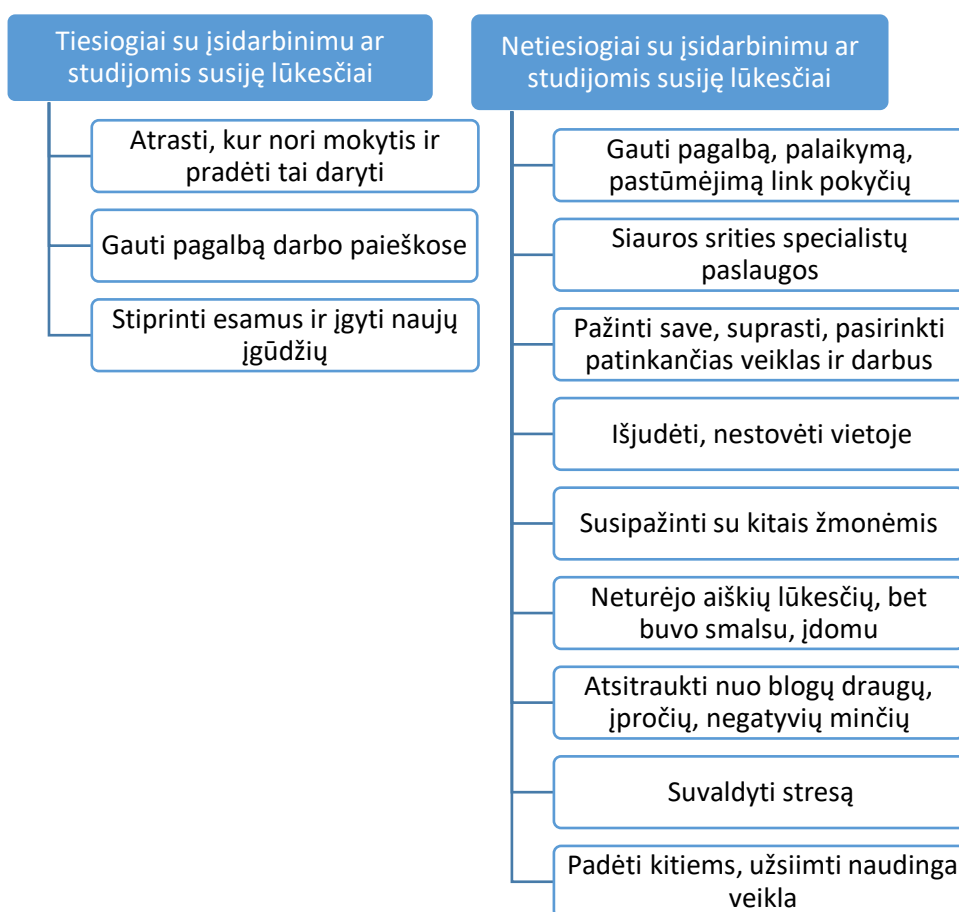 Tiesiogiai su įsidarbinimu ar
studijomis susiję lūkesčiai
Atrasti, kur nori mokytis ir
pradėti tai daryti
Gauti pagalbą darbo paieškose
Stiprinti esamus ir įgyti naujų
įgūdžių
Netiesiogiai su įsidarbinimu ar
studijomis susiję lūkesčiai
Gauti pagalbą, palaikymą,
pastūmėjimą link pokyčių
Siauros srities specialistų
paslaugos
Pažinti save, suprasti, pasirinkti
patinkančias veiklas ir darbus
Išjudėti, nestovėti vietoje
Susipažinti su kitais žmonėmis
Neturėjo aiškių lūkesčių, bet
buvo smalsu, įdomu
Atsitraukti nuo blogų draugų,
įpročių, negatyvių minčių
Suvaldyti stresą
Padėti kitiems, užsiimti naudinga
veikla